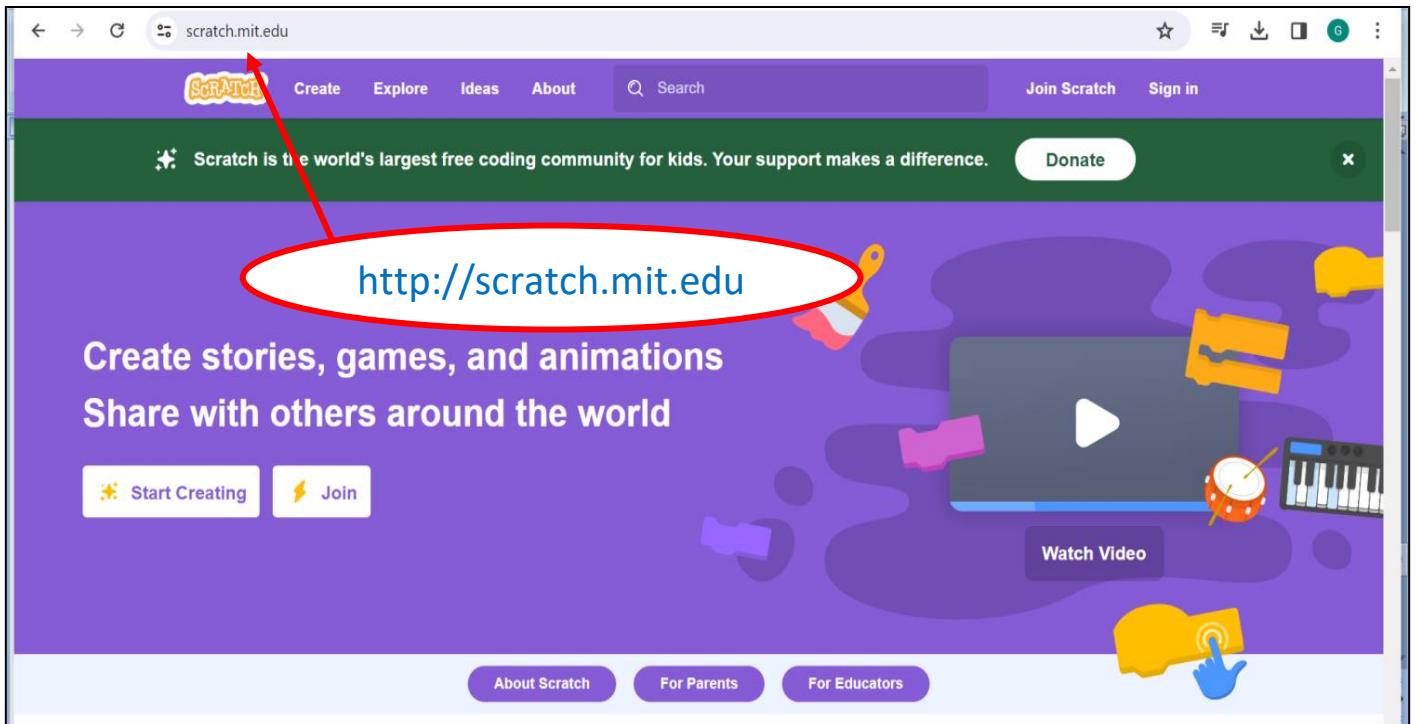 scratch.mit.edu
G
SCRATCH Create Explore Ideas About Search Join Scratch Sign in
Scratch is the world's largest free coding community for kids. Your support makes a difference. Donate
http://scratch.mit.edu
Create stories, games, and animations
Share with others around the world
Start Creating Join
Watch Video
About Scratch For Parents For Educators